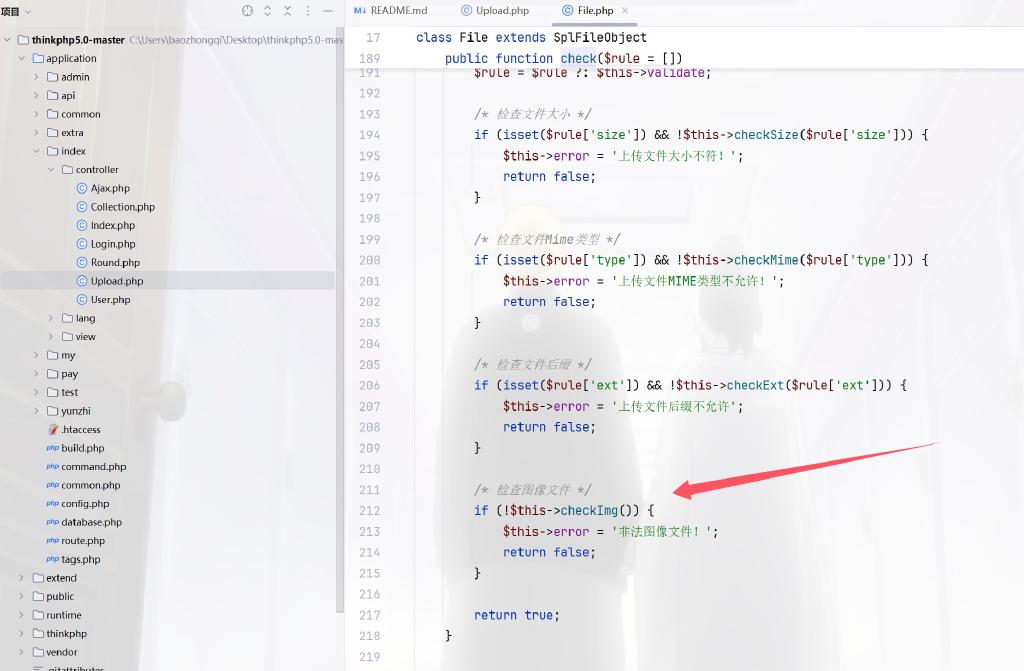 项目
thinkphp5.0-master C:\Users\baozhongqi\Desktop\thinkphp5.0-mas
application
admin
api
common
extra
index
controller
Ajax.php
Collection.php
Index.php
Login.php
Round.php
Upload.php
User.php
lang
view
my
pay
test
yunzhi
.htaccess
php build.php
php command.php
php common.php
php config.php
php database.php
php route.php
php tags.php
extend
public
runtime
thinkphp
vendor
.gitattributes
M↓ README.md
Upload.php
File.php
17 class File extends SplFileObject
189 public function check($rule = [])
191 $rule = $rule ?: $this->validate;
192
193 /* 检查文件大小 */
194 if (isset($rule['size']) && !$this->checkSize($rule['size'])) {
195 $this->error = '上传文件大小不符！';
196 return false;
197 }
198
199 /* 检查文件Mime类型 */
200 if (isset($rule['type']) && !$this->checkMime($rule['type'])) {
201 $this->error = '上传文件MIME类型不允许！';
202 return false;
203 }
204
205 /* 检查文件后缀 */
206 if (isset($rule['ext']) && !$this->checkExt($rule['ext'])) {
207 $this->error = '上传文件后缀不允许';
208 return false;
209 }
210
211 /* 检查图像文件 */
212 if (!$this->checkImg()) {
213 $this->error = '非法图像文件！';
214 return false;
215 }
216
217 return true;
218 }
219